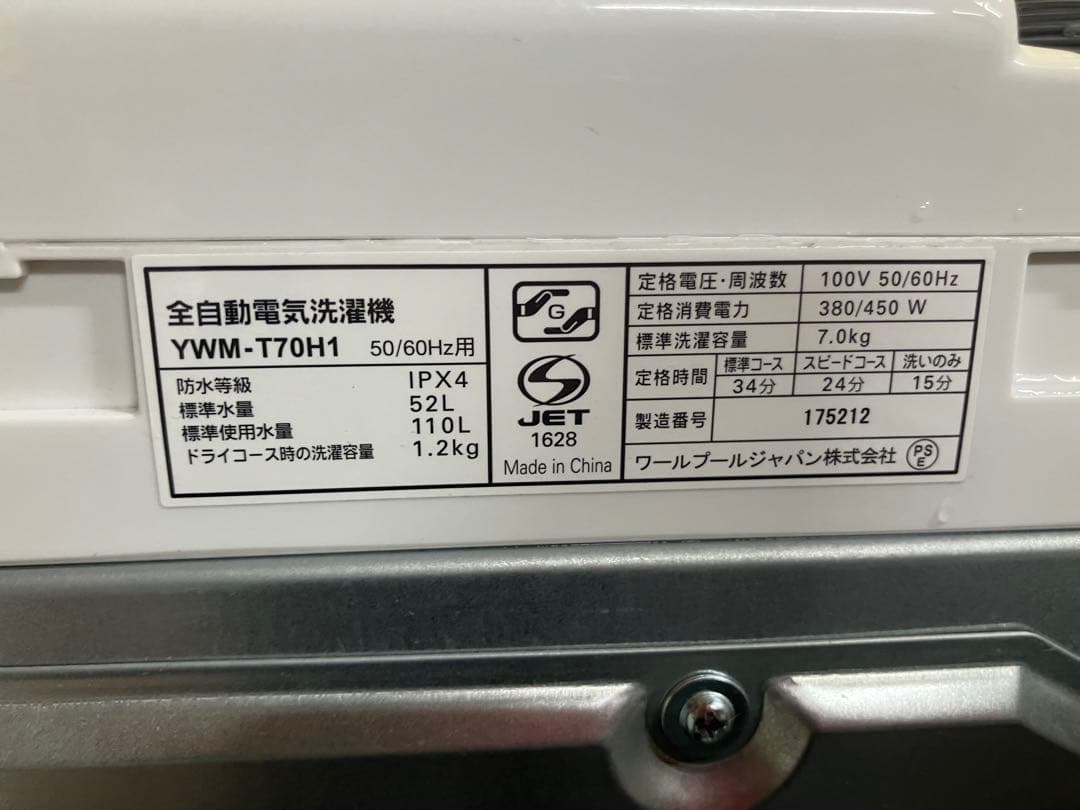 全自動電気洗濯機
YWM-T70H1 50/60Hz用
防水等級 IPX4
標準水量 52L
標準使用水量 110L
ドライコース時の洗濯容量 1.2kg
G
JET
1628
Made in China
定格電圧・周波数 100V 50/60Hz
定格消費電力 380/450 W
標準洗濯容量 7.0kg
定格時間 標準コース スピードコース 洗いのみ
34分 24分 15分
製造番号 175212
ワールプールジャパン株式会社 PSE